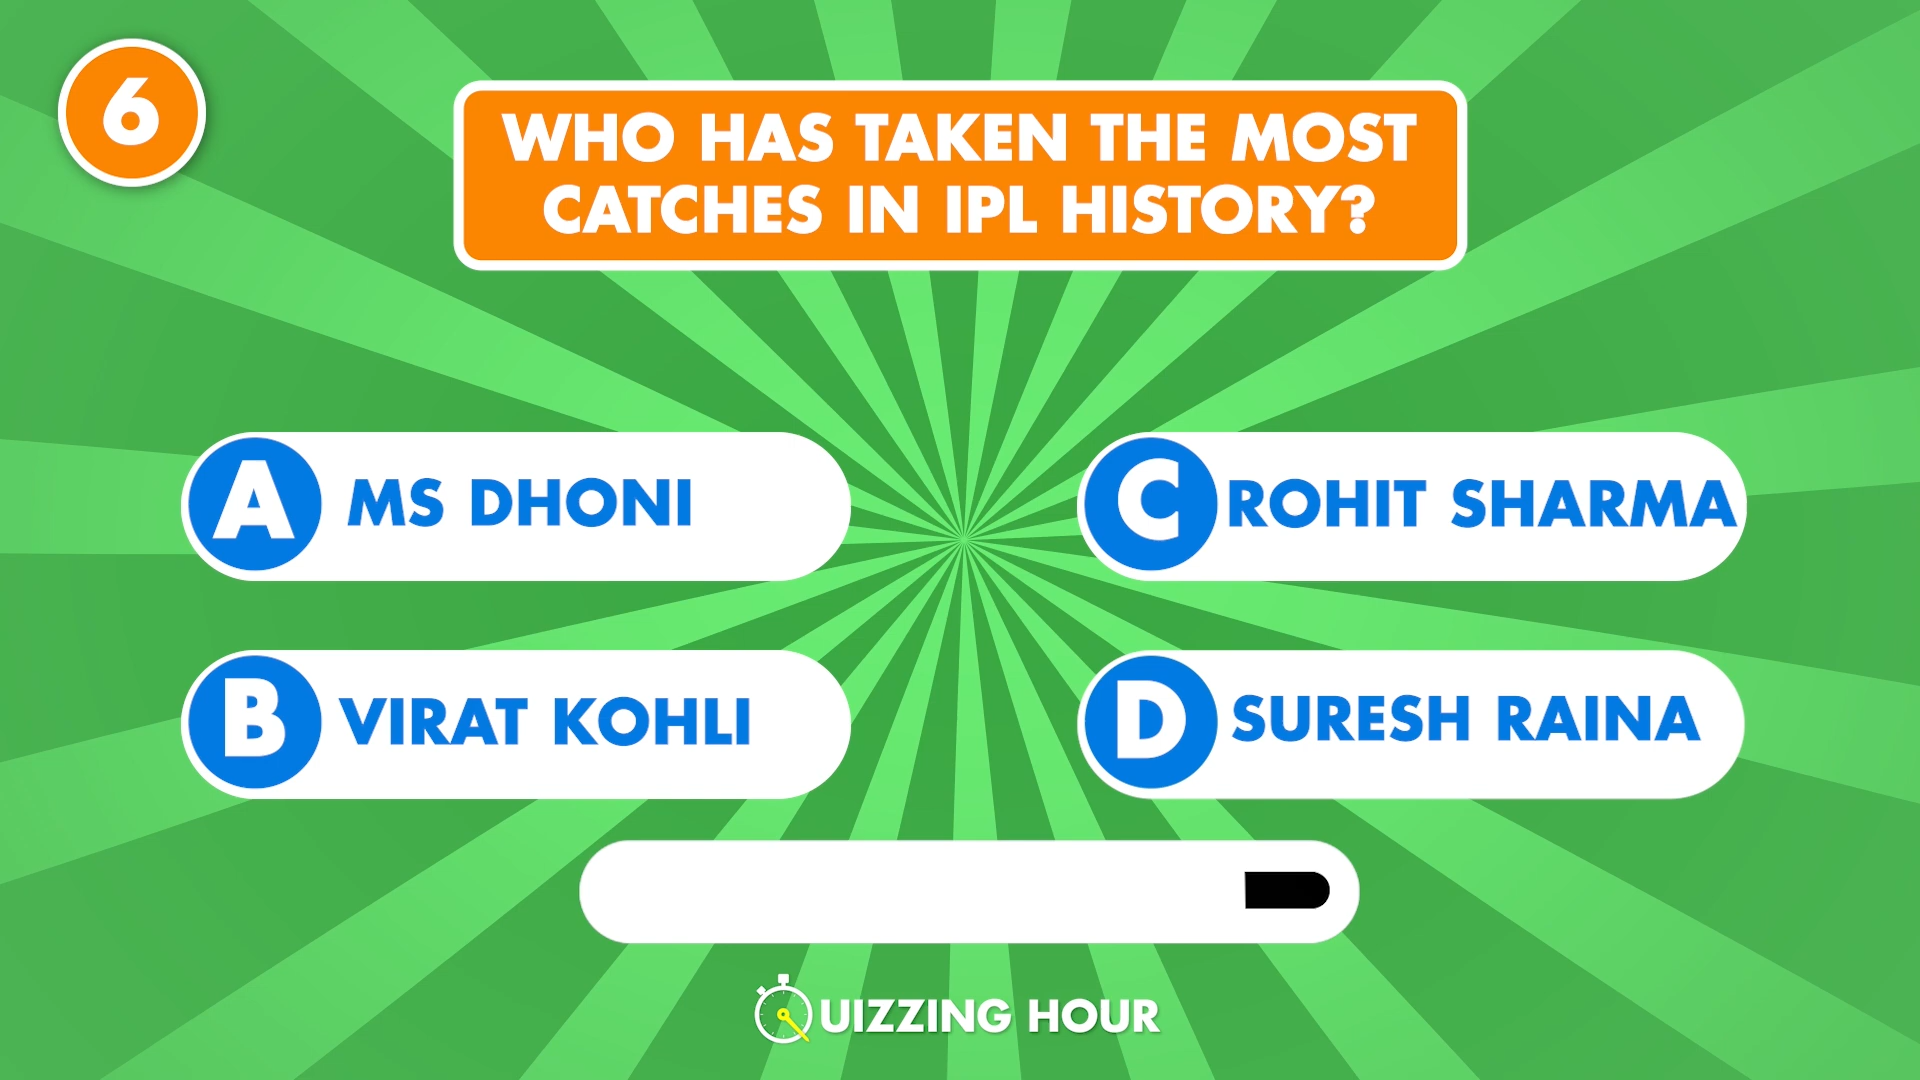 6
WHO HAS TAKEN THE MOST
CATCHES IN IPL HISTORY?
A MS DHONI
C ROHIT SHARMA
B VIRAT KOHLI
D SURESH RAINA
QUIZZING HOUR